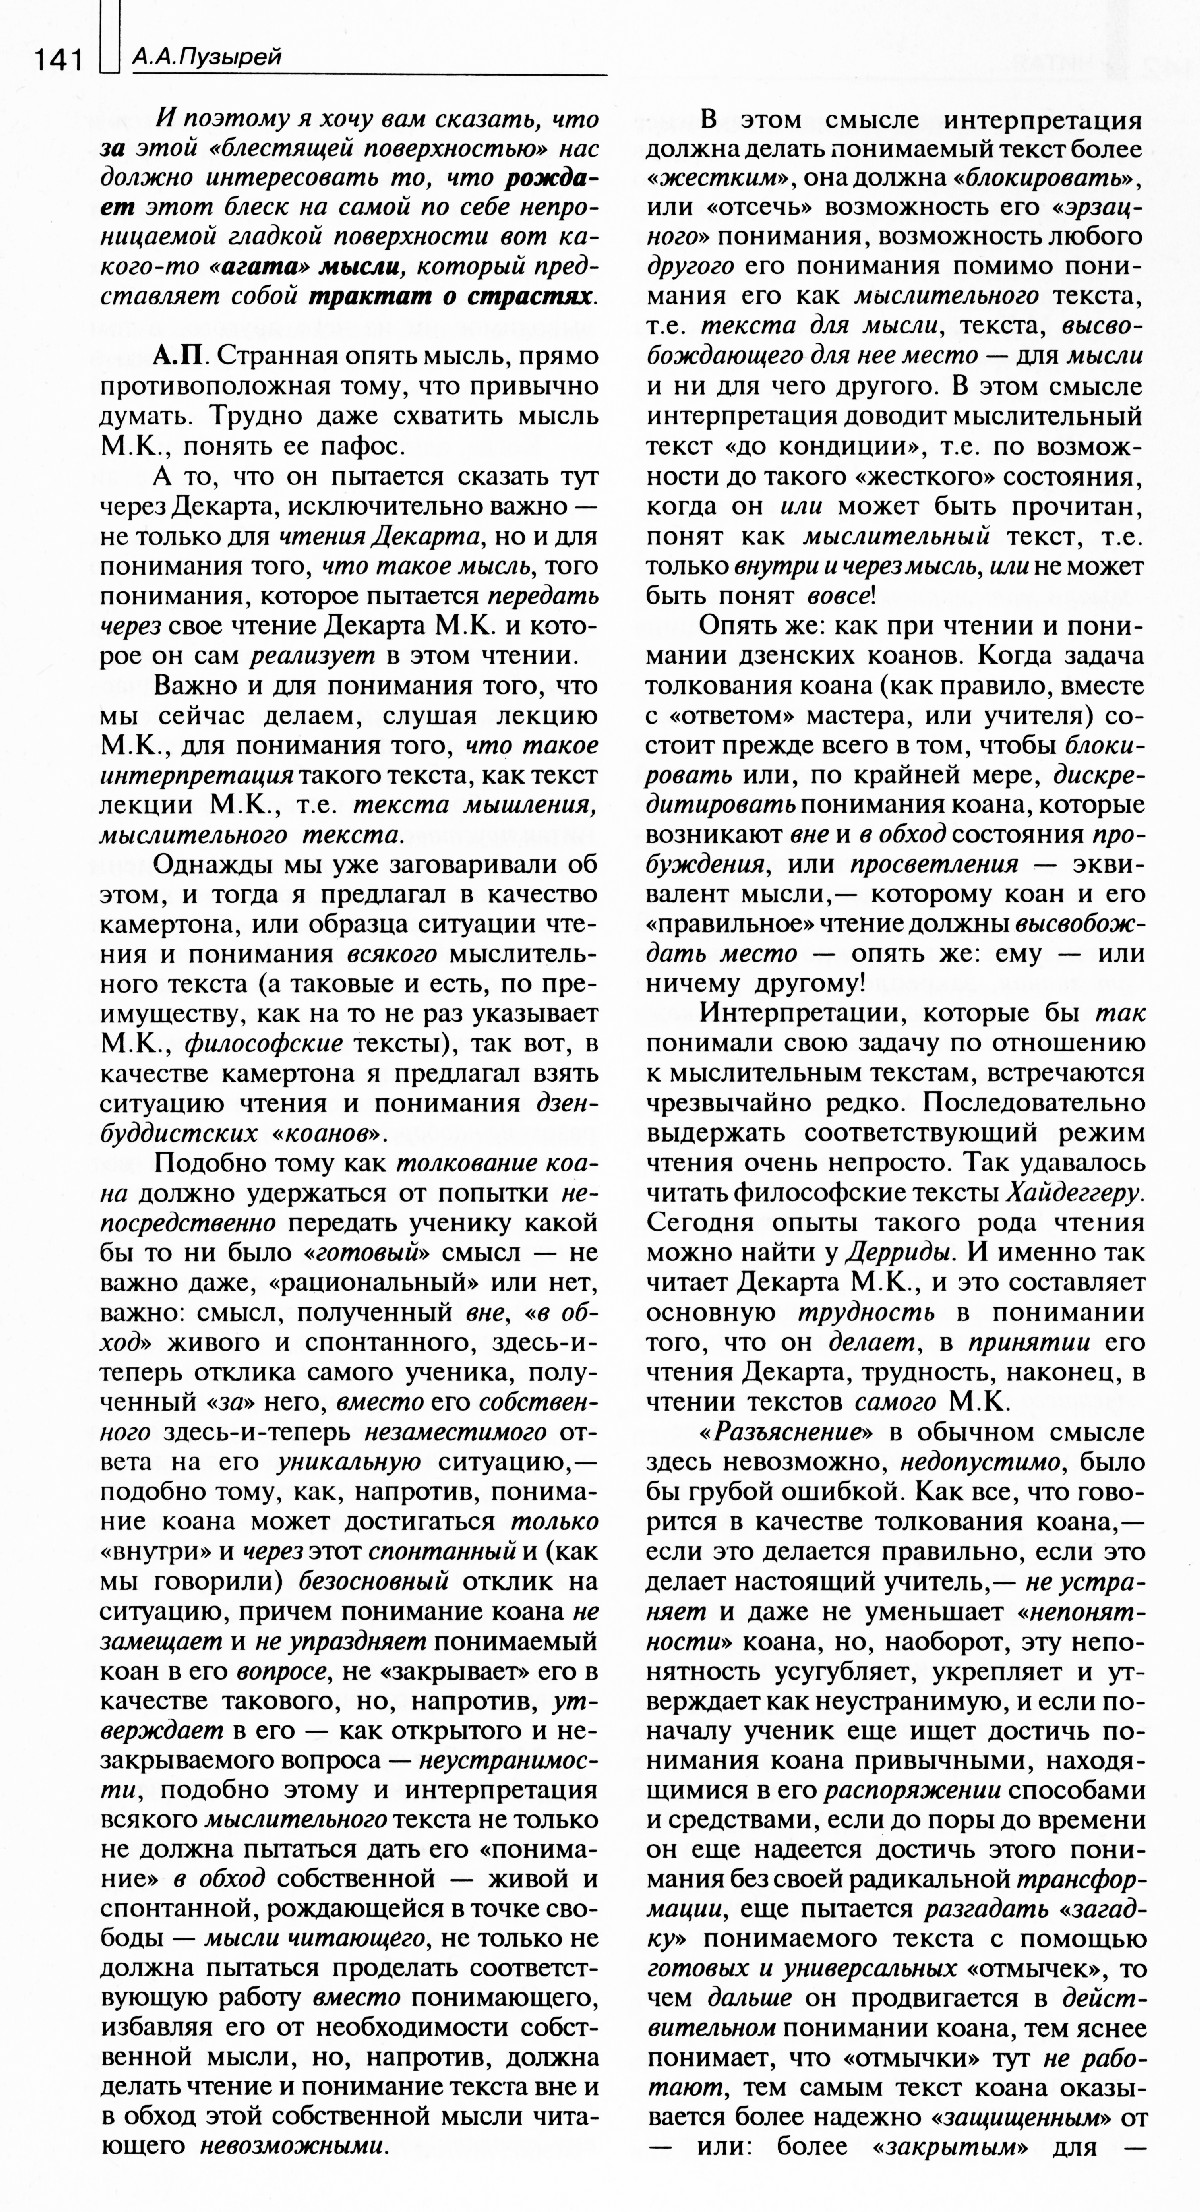 141
А.А.Пузырей
И поэтому я хочу вам сказать, что
за этой «блестящей поверхностью» нас
должно интересовать то, что рожда-
ет этот блеск на самой по себе непро-
ницаемой гладкой поверхности вот ка-
кого-то «агата» мысли, который пред-
ставляет собой трактат о страстях.
А.П. Странная опять мысль, прямо
противоположная тому, что привычно
думать. Трудно даже схватить мысль
М.К., понять ее пафос.
А то, что он пытается сказать тут
через Декарта, исключительно важно —
не только для чтения Декарта, но и для
понимания того, что такое мысль, того
понимания, которое пытается передать
через свое чтение Декарта М.К. и кото-
рое он сам реализует в этом чтении.
Важно и для понимания того, что
мы сейчас делаем, слушая лекцию
М.К., для понимания того, что такое
интерпретация такого текста, как текст
лекции М.К., т.е. текста мышления,
мыслительного текста.
Однажды мы уже заговаривали об
этом, и тогда я предлагал в качество
камертона, или образца ситуации чте-
ния и понимания всякого мыслитель-
ного текста (а таковые и есть, по пре-
имуществу, как на то не раз указывает
М.К., философские тексты), так вот, в
качестве камертона я предлагал взять
ситуацию чтения и понимания дзен-
буддистских «коанов».
Подобно тому как толкование коа-
на должно удержаться от попытки не-
посредственно передать ученику какой
бы то ни было «готовый» смысл — не
важно даже, «рациональный» или нет,
важно: смысл, полученный вне, «в об-
ход» живого и спонтанного, здесь-и-
теперь отклика самого ученика, полу-
ченный «за» него, вместо его собствен-
ного здесь-и-теперь незаместимого от-
вета на его уникальную ситуацию,—
подобно тому, как, напротив, понима-
ние коана может достигаться только
«внутри» и через этот спонтанный и (как
мы говорили) безосновный отклик на
ситуацию, причем понимание коана не
замещает и не упраздняет понимаемый
коан в его вопросе, не «закрывает» его в
качестве такового, но, напротив, ут-
верждает в его — как открытого и не-
закрываемого вопроса — неустранимос-
ти, подобно этому и интерпретация
всякого мыслительного текста не только
не должна пытаться дать его «понима-
ние» в обход собственной — живой и
спонтанной, рождающейся в точке сво-
боды — мысли читающего, не только не
должна пытаться проделать соответст-
вующую работу вместо понимающего,
избавляя его от необходимости собст-
венной мысли, но, напротив, должна
делать чтение и понимание текста вне и
в обход этой собственной мысли чита-
ющего невозможными.
В этом смысле интерпретация
должна делать понимаемый текст более
«жестким», она должна «блокировать»,
или «отсечь» возможность его «эрзац-
ного» понимания, возможность любого
другого его понимания помимо пони-
мания его как мыслительного текста,
т.е. текста для мысли, текста, высво-
бождающего для нее место — для мысли
и ни для чего другого. В этом смысле
интерпретация доводит мыслительный
текст «до кондиции», т.е. по возмож-
ности до такого «жесткого» состояния,
когда он или может быть прочитан,
понят как мыслительный текст, т.е.
только внутри и через мысль, или не может
быть понят вовсе!
Опять же: как при чтении и пони-
мании дзенских коанов. Когда задача
толкования коана (как правило, вместе
с «ответом» мастера, или учителя) со-
стоит прежде всего в том, чтобы блоки-
ровать или, по крайней мере, дискре-
дитировать понимания коана, которые
возникают вне и в обход состояния про-
буждения, или просветления — экви-
валент мысли,— которому коан и его
«правильное» чтение должны высвобож-
дать место — опять же: ему — или
ничему другому!
Интерпретации, которые бы так
понимали свою задачу по отношению
к мыслительным текстам, встречаются
чрезвычайно редко. Последовательно
выдержать соответствующий режим
чтения очень непросто. Так удавалось
читать философские тексты Хайдеггеру.
Сегодня опыты такого рода чтения
можно найти у Дерриды. И именно так
читает Декарта М.К., и это составляет
основную трудность в понимании
того, что он делает, в принятии его
чтения Декарта, трудность, наконец, в
чтении текстов самого М.К.
«Разъяснение» в обычном смысле
здесь невозможно, недопустимо, было
бы грубой ошибкой. Как все, что гово-
рится в качестве толкования коана,—
если это делается правильно, если это
делает настоящий учитель,— не устра-
няет и даже не уменьшает «непонят-
ности» коана, но, наоборот, эту непо-
нятность усугубляет, укрепляет и ут-
верждает как неустранимую, и если по-
началу ученик еще ищет достичь по-
нимания коана привычными, находя-
щимися в его распоряжении способами
и средствами, если до поры до времени
он еще надеется достичь этого пони-
мания без своей радикальной трансфор-
мации, еще пытается разгадать «загад-
ку» понимаемого текста с помощью
готовых и универсальных «отмычек», то
чем дальше он продвигается в дейст-
вительном понимании коана, тем яснее
понимает, что «отмычки» тут не рабо-
тают, тем самым текст коана оказы-
вается более надежно «защищенным» от
— или: более «закрытым» для —